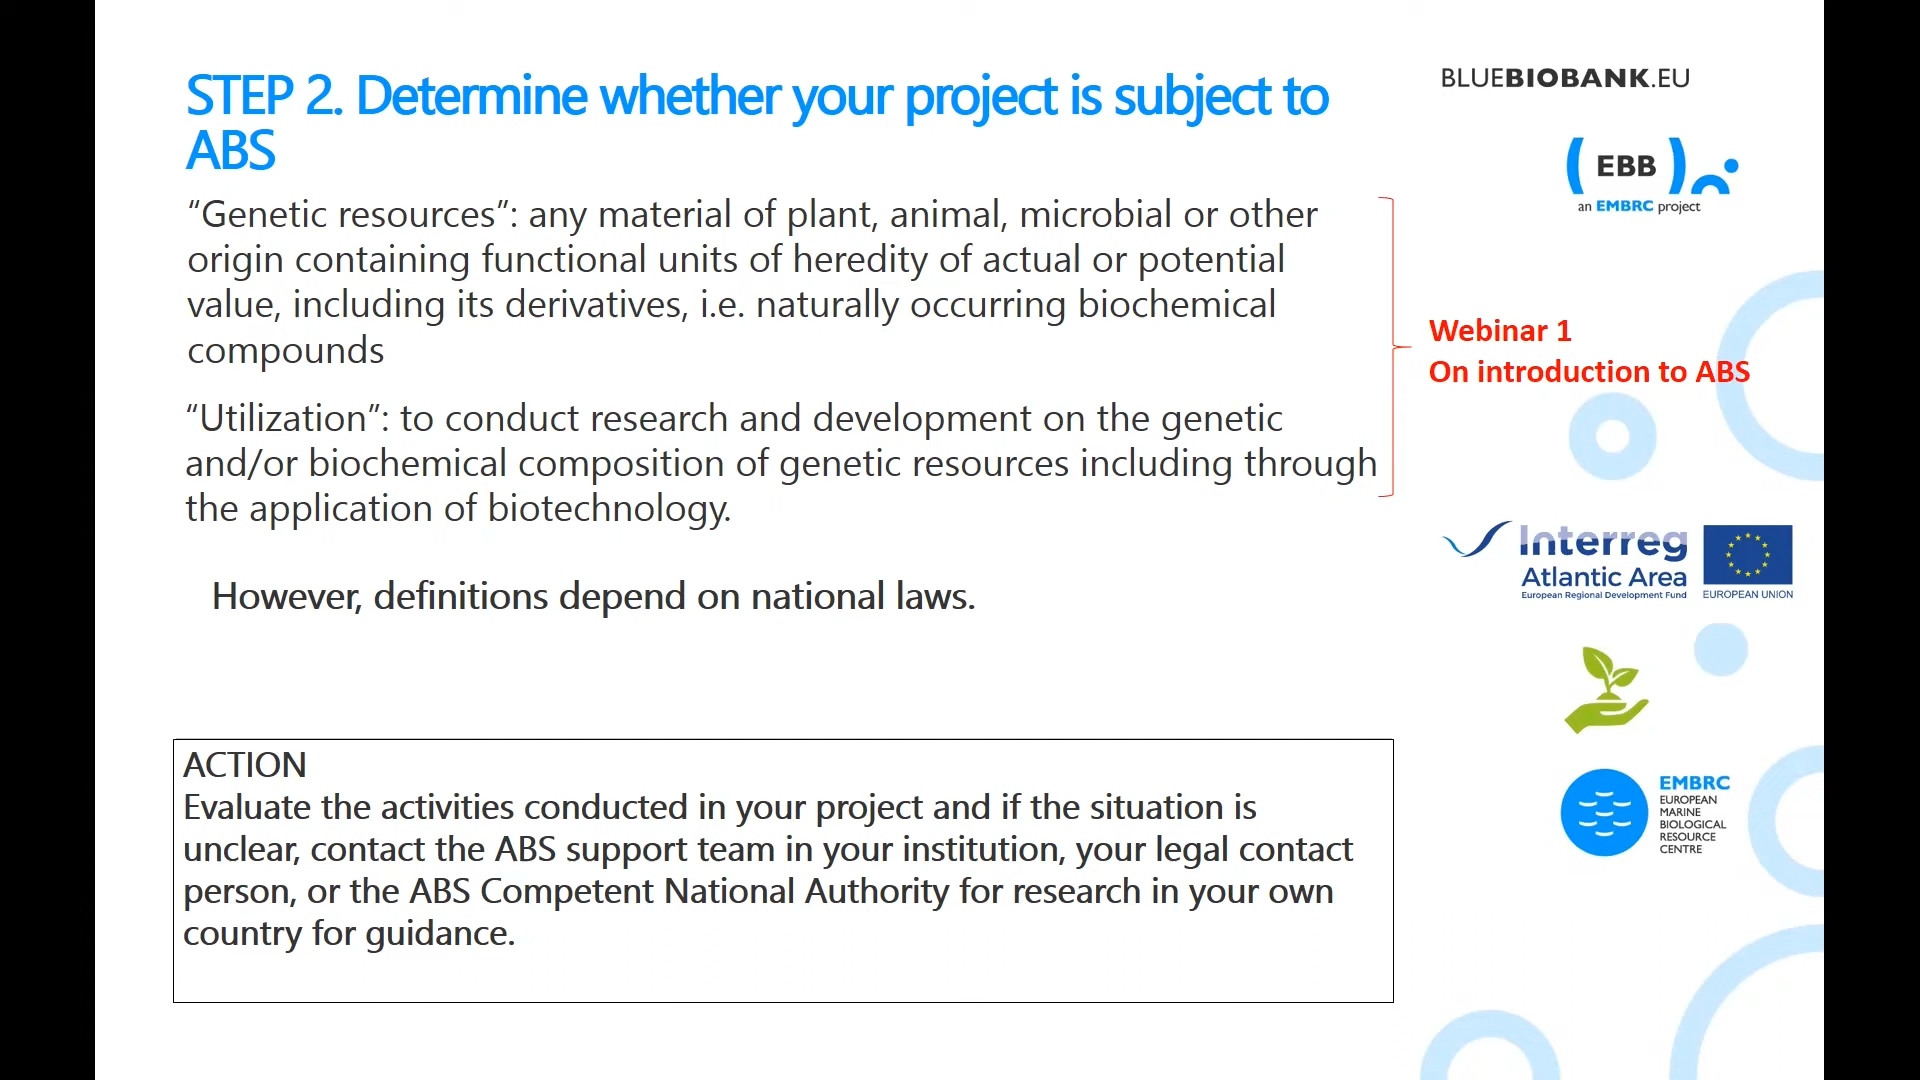 STEP 2. Determine whether your project is subject to
ABS
“Genetic resources”: any material of plant, animal, microbial or other
origin containing functional units of heredity of actual or potential
value, including its derivatives, i.e. naturally occurring biochemical
compounds
“Utilization”: to conduct research and development on the genetic
and/or biochemical composition of genetic resources including through
the application of biotechnology.
However, definitions depend on national laws.
ACTION
Evaluate the activities conducted in your project and if the situation is
unclear, contact the ABS support team in your institution, your legal contact
person, or the ABS Competent National Authority for research in your own
country for guidance.
BLUEBIOBANK.EU
EBB
an EMBRC project
Webinar 1
On introduction to ABS
Interreg
Atlantic Area
European Regional Development Fund
EUROPEAN UNION
EMBRC
EUROPEAN
MARINE
BIOLOGICAL
RESOURCE
CENTRE